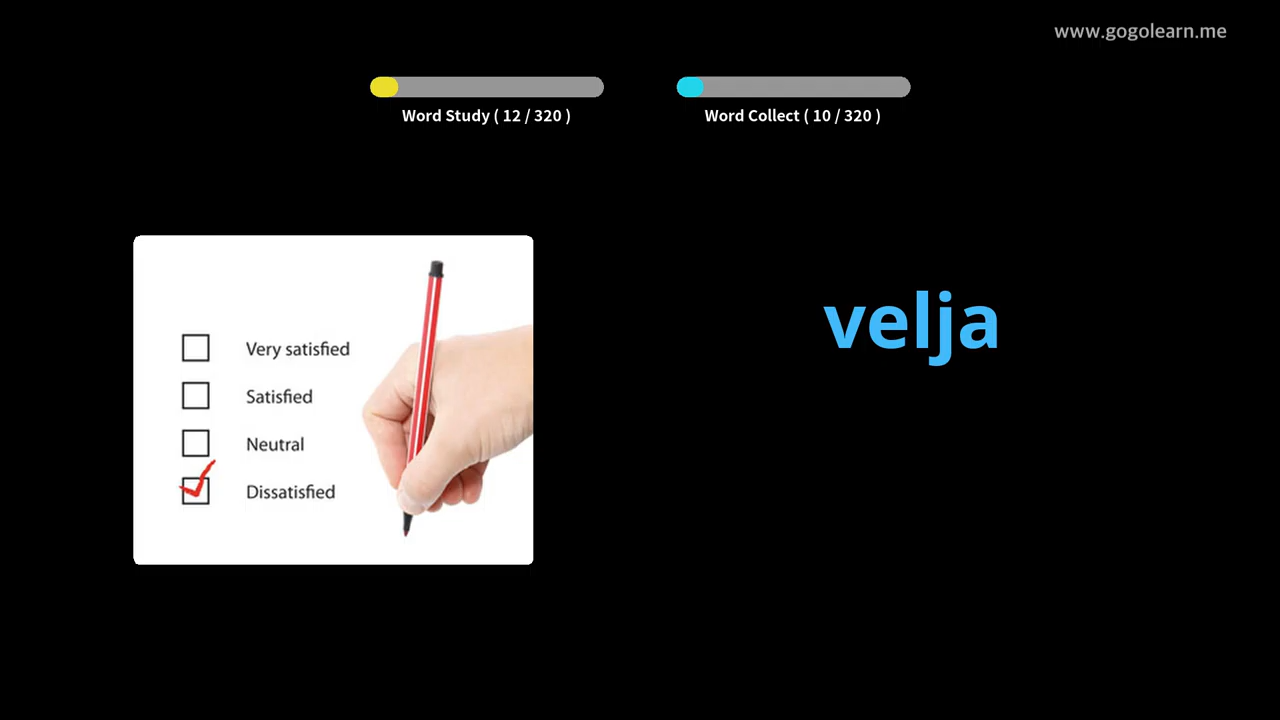 www.gogolearn.me
Word Study ( 12 / 320 )
Word Collect ( 10 / 320 )
velja
Very satisfied
Satisfied
Neutral
Dissatisfied